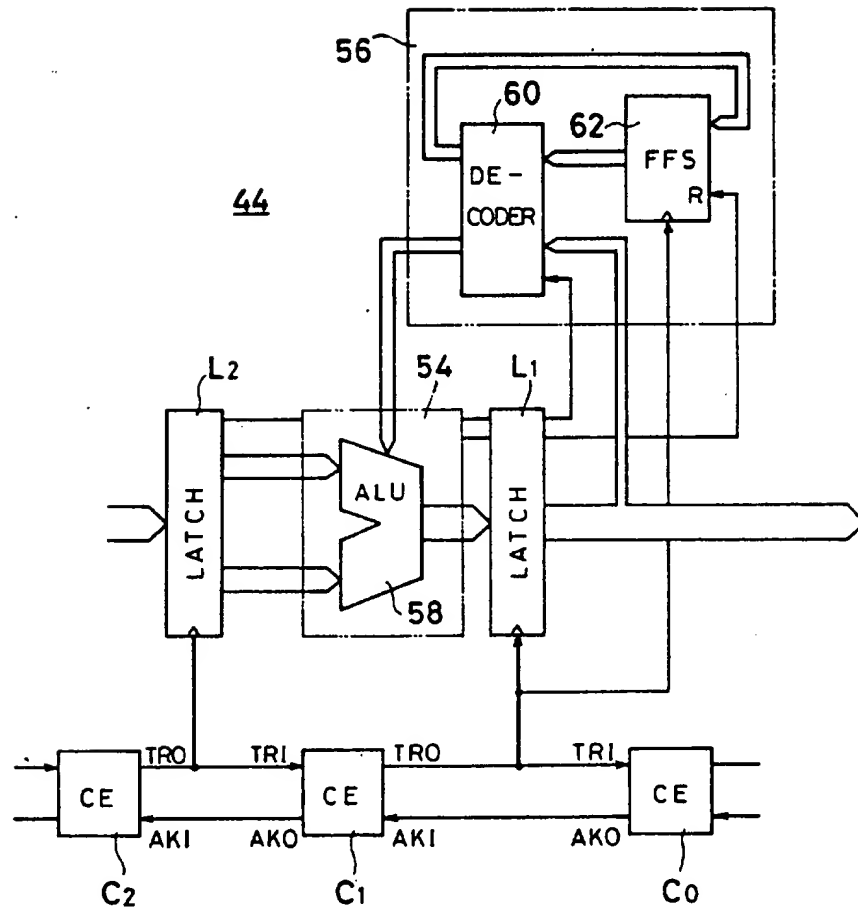 56
60
62
DE-
CODER
FFS
R
44
L2
54
L1
LATCH
ALU
LATCH
58
TRO
TRI
TRO
TRI
CE
CE
CE
AKI
AKO
AKI
AKO
C2
C1
C0